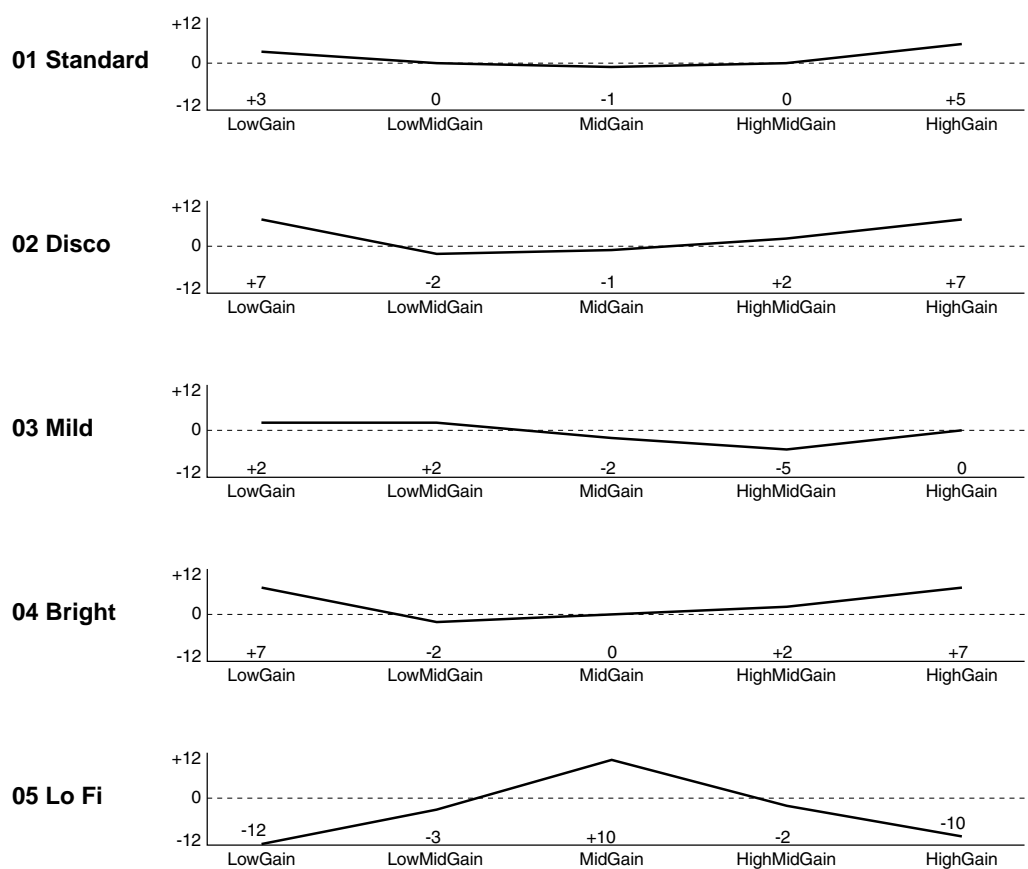 +12
01 Standard
0
-12
+3 0 -1 0 +5
LowGain LowMidGain MidGain HighMidGain HighGain
+12
02 Disco
0
-12
+7 -2 -1 +2 +7
LowGain LowMidGain MidGain HighMidGain HighGain
+12
03 Mild
0
-12
+2 +2 -2 -5 0
LowGain LowMidGain MidGain HighMidGain HighGain
+12
04 Bright
0
-12
+7 -2 0 +2 +7
LowGain LowMidGain MidGain HighMidGain HighGain
+12
05 Lo Fi
0
-12
-12 -3 +10 -2 -10
LowGain LowMidGain MidGain HighMidGain HighGain